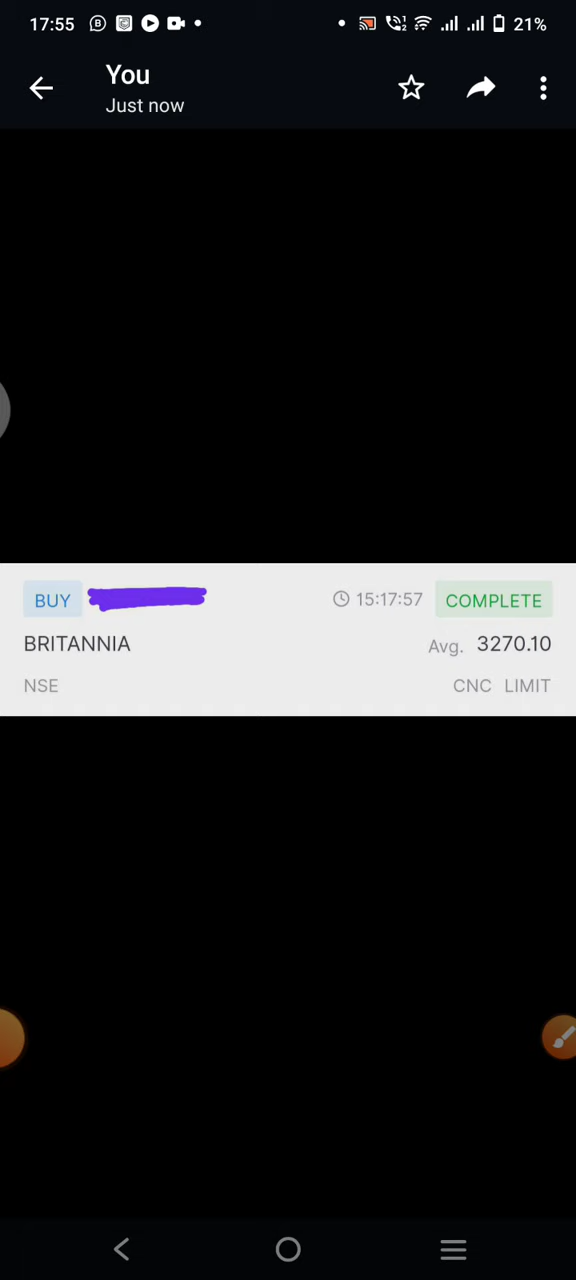 17:55 21%
You
Just now
BUY 15:17:57 COMPLETE
BRITANNIA Avg. 3270.10
NSE CNC LIMIT